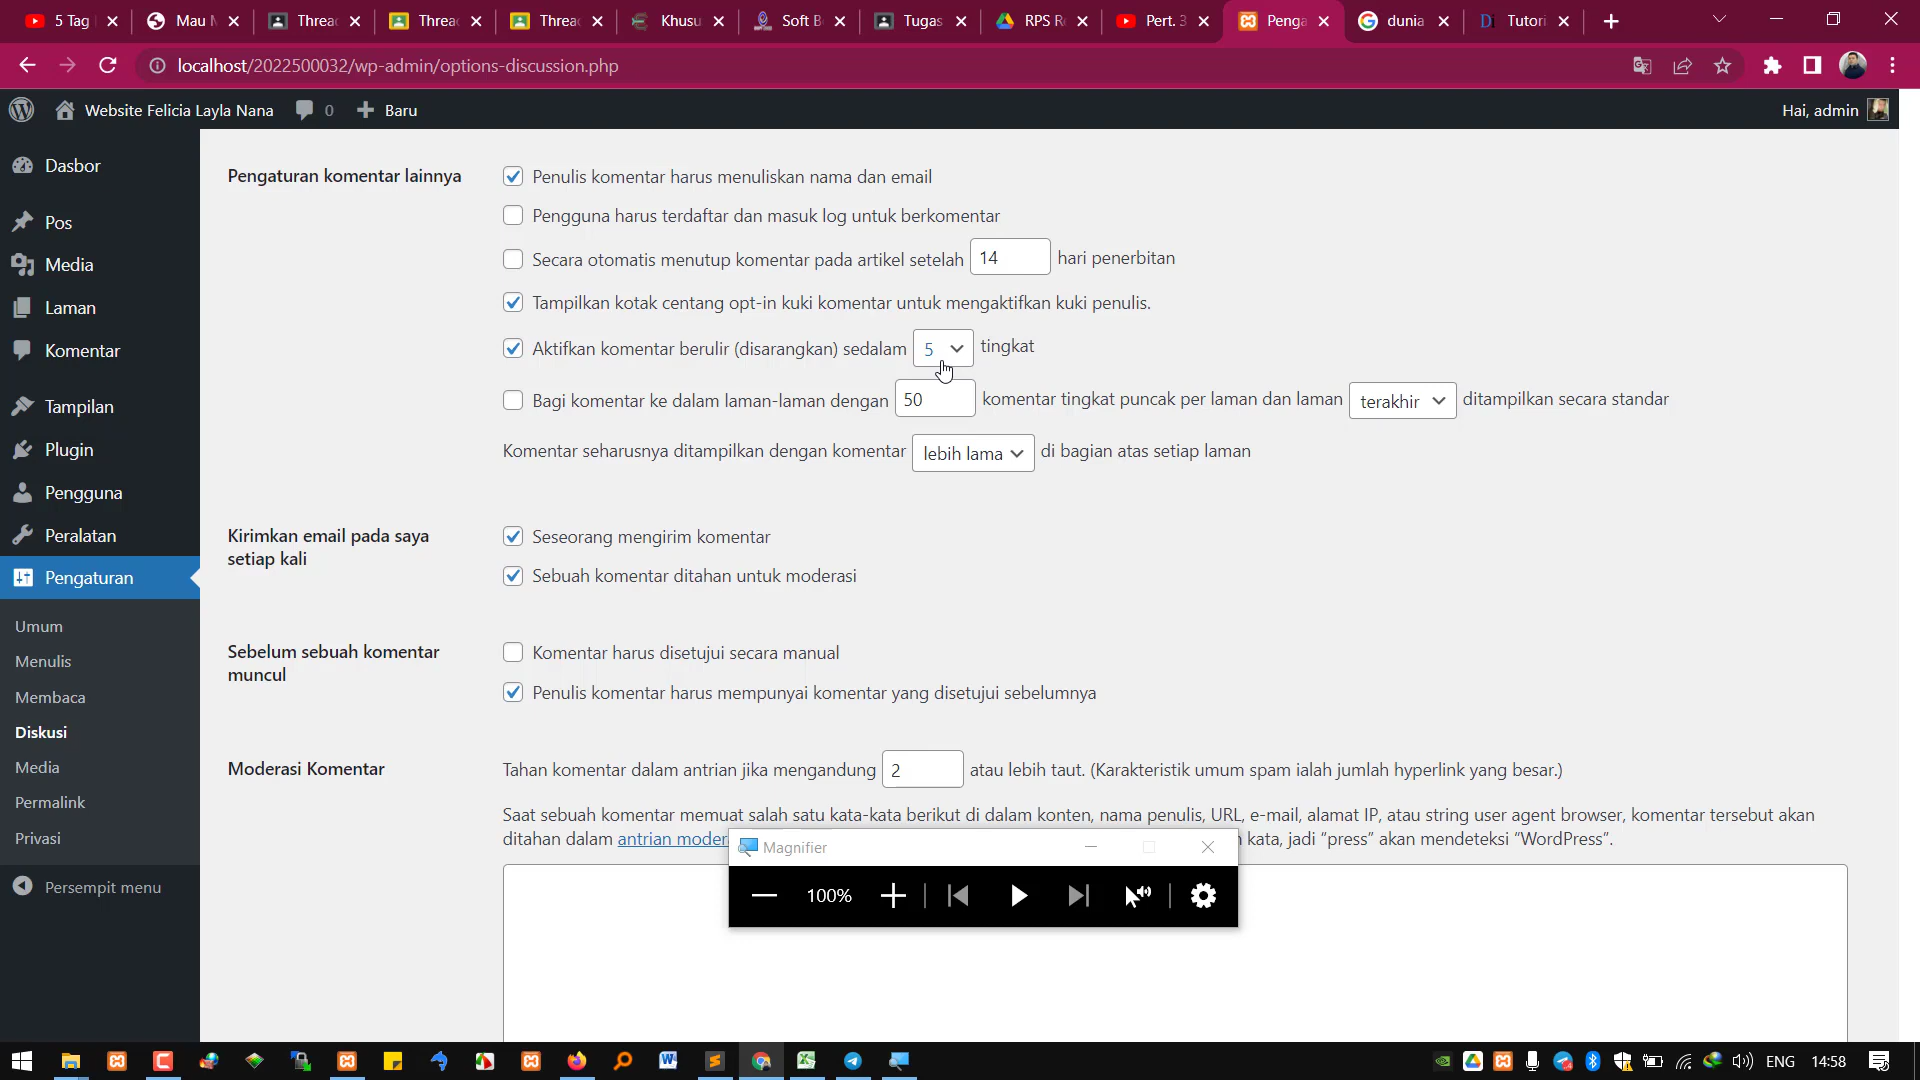 5 Tag
Mau M
Threac
Threac
Threac
Khusu
Soft B
Tugas
RPS R
Pert. 3
Penga
dunia
Tutori
localhost/2022500032/wp-admin/options-discussion.php
Website Felicia Layla Nana
0
Baru
Hai, admin
Dasbor
Pos
Media
Laman
Komentar
Tampilan
Plugin
Pengguna
Peralatan
Pengaturan
Umum
Menulis
Membaca
Diskusi
Media
Permalink
Privasi
Persempit menu
Pengaturan komentar lainnya
Penulis komentar harus menuliskan nama dan email
Pengguna harus terdaftar dan masuk log untuk berkomentar
Secara otomatis menutup komentar pada artikel setelah 14 hari penerbitan
Tampilkan kotak centang opt-in kuki komentar untuk mengaktifkan kuki penulis.
Aktifkan komentar berulir (disarangkan) sedalam 5 tingkat
Bagi komentar ke dalam laman-laman dengan 50 komentar tingkat puncak per laman dan laman terakhir ditampilkan secara standar
Komentar seharusnya ditampilkan dengan komentar lebih lama di bagian atas setiap laman
Kirimkan email pada saya
setiap kali
Seseorang mengirim komentar
Sebuah komentar ditahan untuk moderasi
Sebelum sebuah komentar
muncul
Komentar harus disetujui secara manual
Penulis komentar harus mempunyai komentar yang disetujui sebelumnya
Moderasi Komentar
Tahan komentar dalam antrian jika mengandung 2 atau lebih taut. (Karakteristik umum spam ialah jumlah hyperlink yang besar.)
Saat sebuah komentar memuat salah satu kata-kata berikut di dalam konten, nama penulis, URL, e-mail, alamat IP, atau string user agent browser, komentar tersebut akan
ditahan dalam antrian moder kata, jadi “press” akan mendeteksi “WordPress”.
Magnifier
100%
ENG
14:58